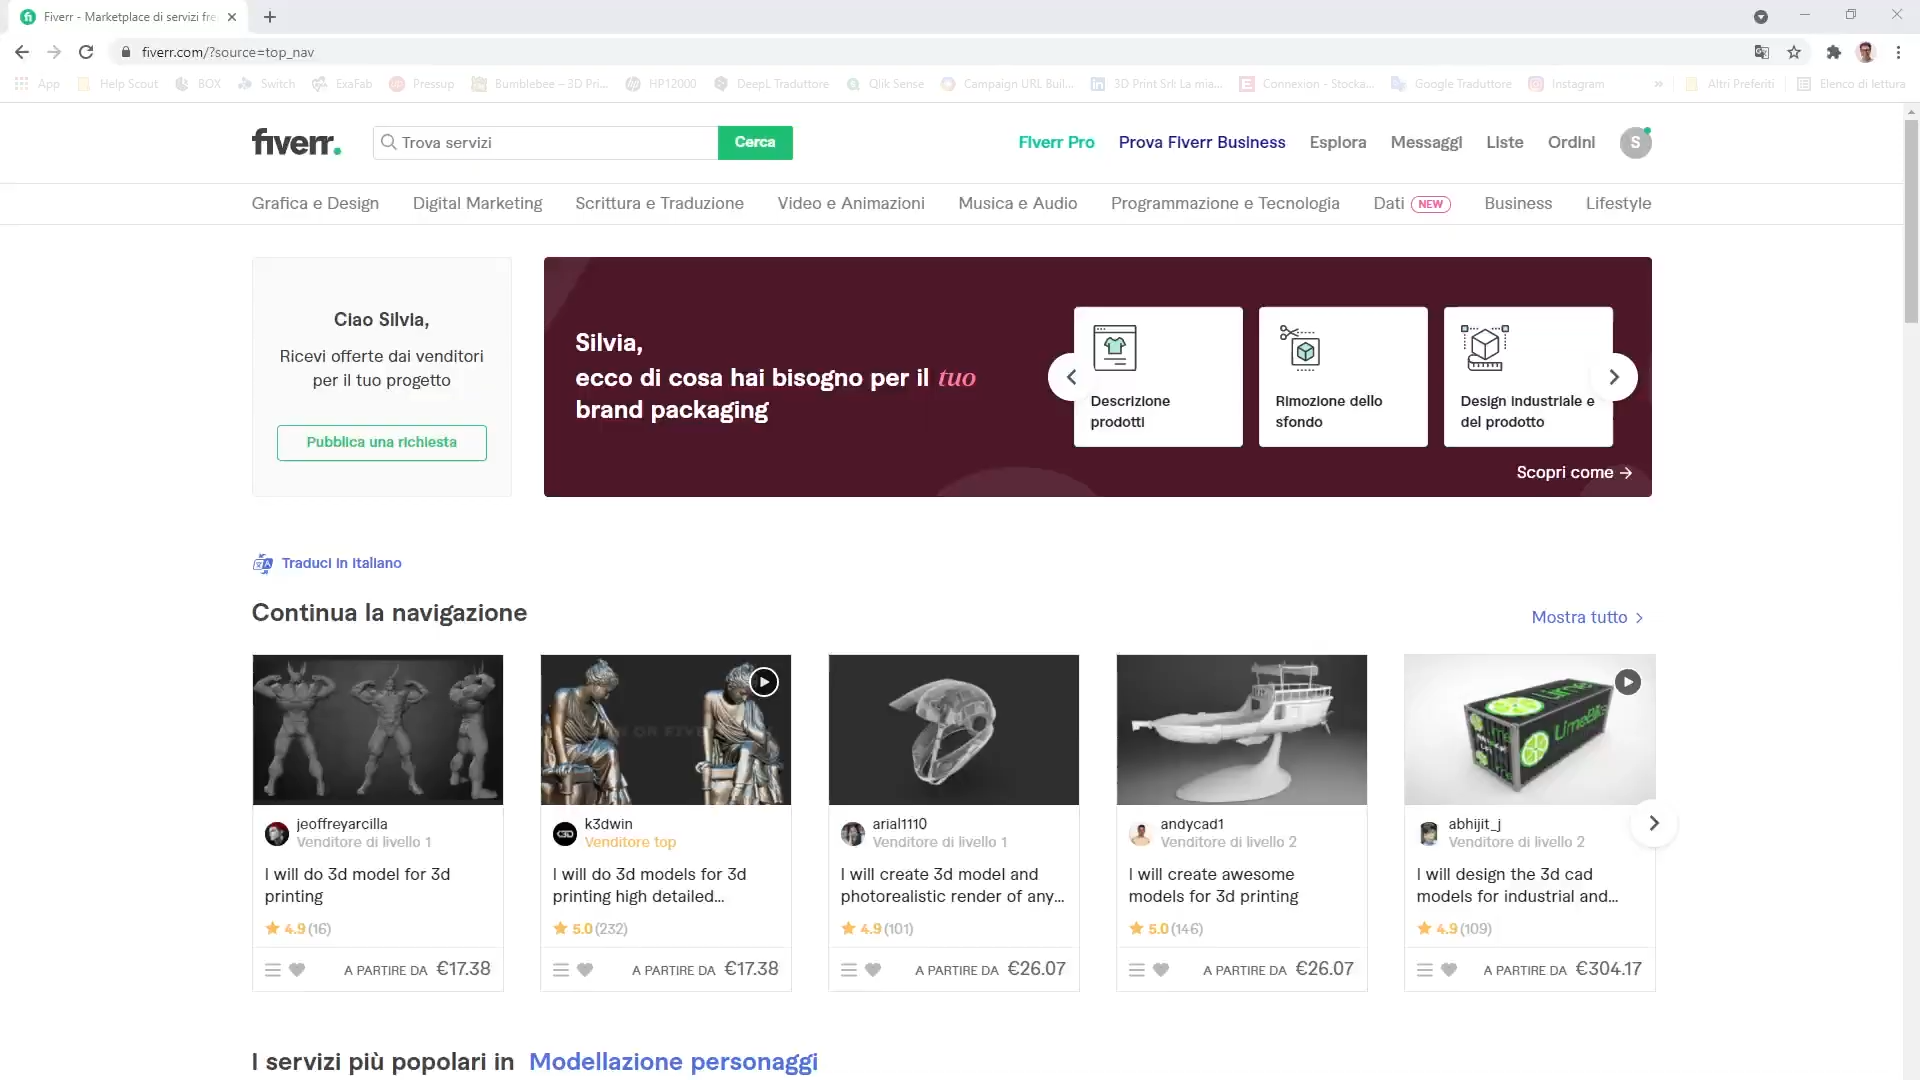 Fiverr - Marketplace di servizi fre
fiverr.com/?source=top_nav
App Help Scout BOX Switch ExaFab Pressup Bumblebee – 3D Pri... HP12000 DeepL Traduttore Qlik Sense Campaign URL Buil... 3D Print Srl: La mia... Connexion - Stocka... Google Traduttore Instagram » Altri Preferiti Elenco di lettura
fiverr. Trova servizi Cerca Fiverr Pro Prova Fiverr Business Esplora Messaggi Liste Ordini S
Grafica e Design Digital Marketing Scrittura e Traduzione Video e Animazioni Musica e Audio Programmazione e Tecnologia Dati NEW Business Lifestyle
Ciao Silvia,
Ricevi offerte dai venditori
per il tuo progetto
Pubblica una richiesta
Silvia,
ecco di cosa hai bisogno per il tuo
brand packaging
Descrizione
prodotti
Rimozione dello
sfondo
Design industriale e
del prodotto
Scopri come →
Traduci in Italiano
Continua la navigazione
Mostra tutto >
jeoffreyarcilla
Venditore di livello 1
I will do 3d model for 3d
printing
4.9 (16)
A PARTIRE DA €17.38
k3dwin
Venditore top
I will do 3d models for 3d
printing high detailed...
5.0 (232)
A PARTIRE DA €17.38
arial1110
Venditore di livello 1
I will create 3d model and
photorealistic render of any...
4.9 (101)
A PARTIRE DA €26.07
andycad1
Venditore di livello 2
I will create awesome
models for 3d printing
5.0 (146)
A PARTIRE DA €26.07
Lime
LimeBike
abhijit_j
Venditore di livello 2
I will design the 3d cad
models for industrial and...
4.9 (109)
A PARTIRE DA €304.17
I servizi più popolari in Modellazione personaggi